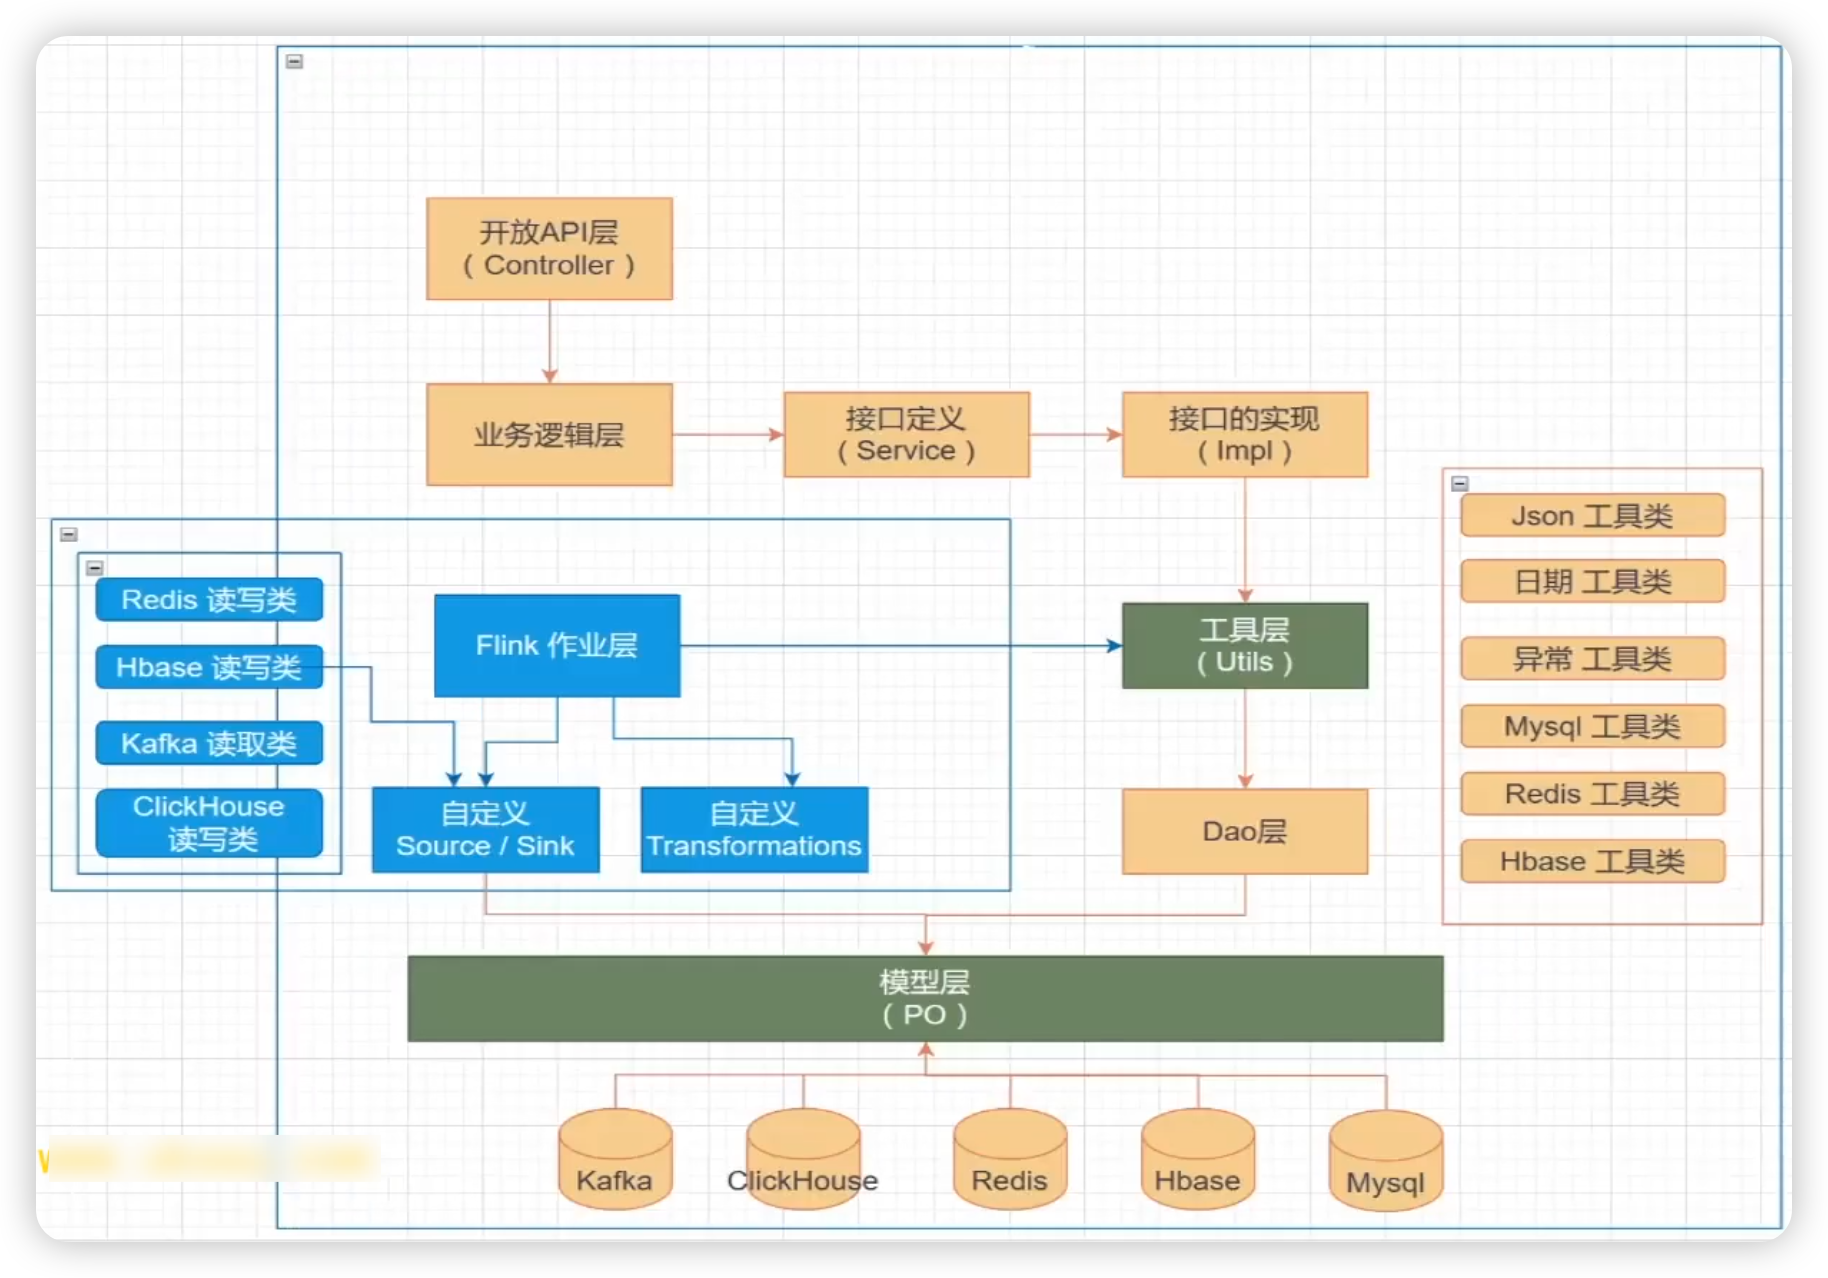 开放API层
（Controller）
业务逻辑层
接口定义
（Service）
接口的实现
（Impl）
Json 工具类
日期 工具类
异常 工具类
Mysql 工具类
Redis 工具类
Hbase 工具类
Redis 读写类
Hbase 读写类
Kafka 读取类
ClickHouse
读写类
Flink 作业层
工具层
（Utils）
自定义
Source / Sink
自定义
Transformations
Dao层
模型层
（PO）
Kafka
ClickHouse
Redis
Hbase
Mysql